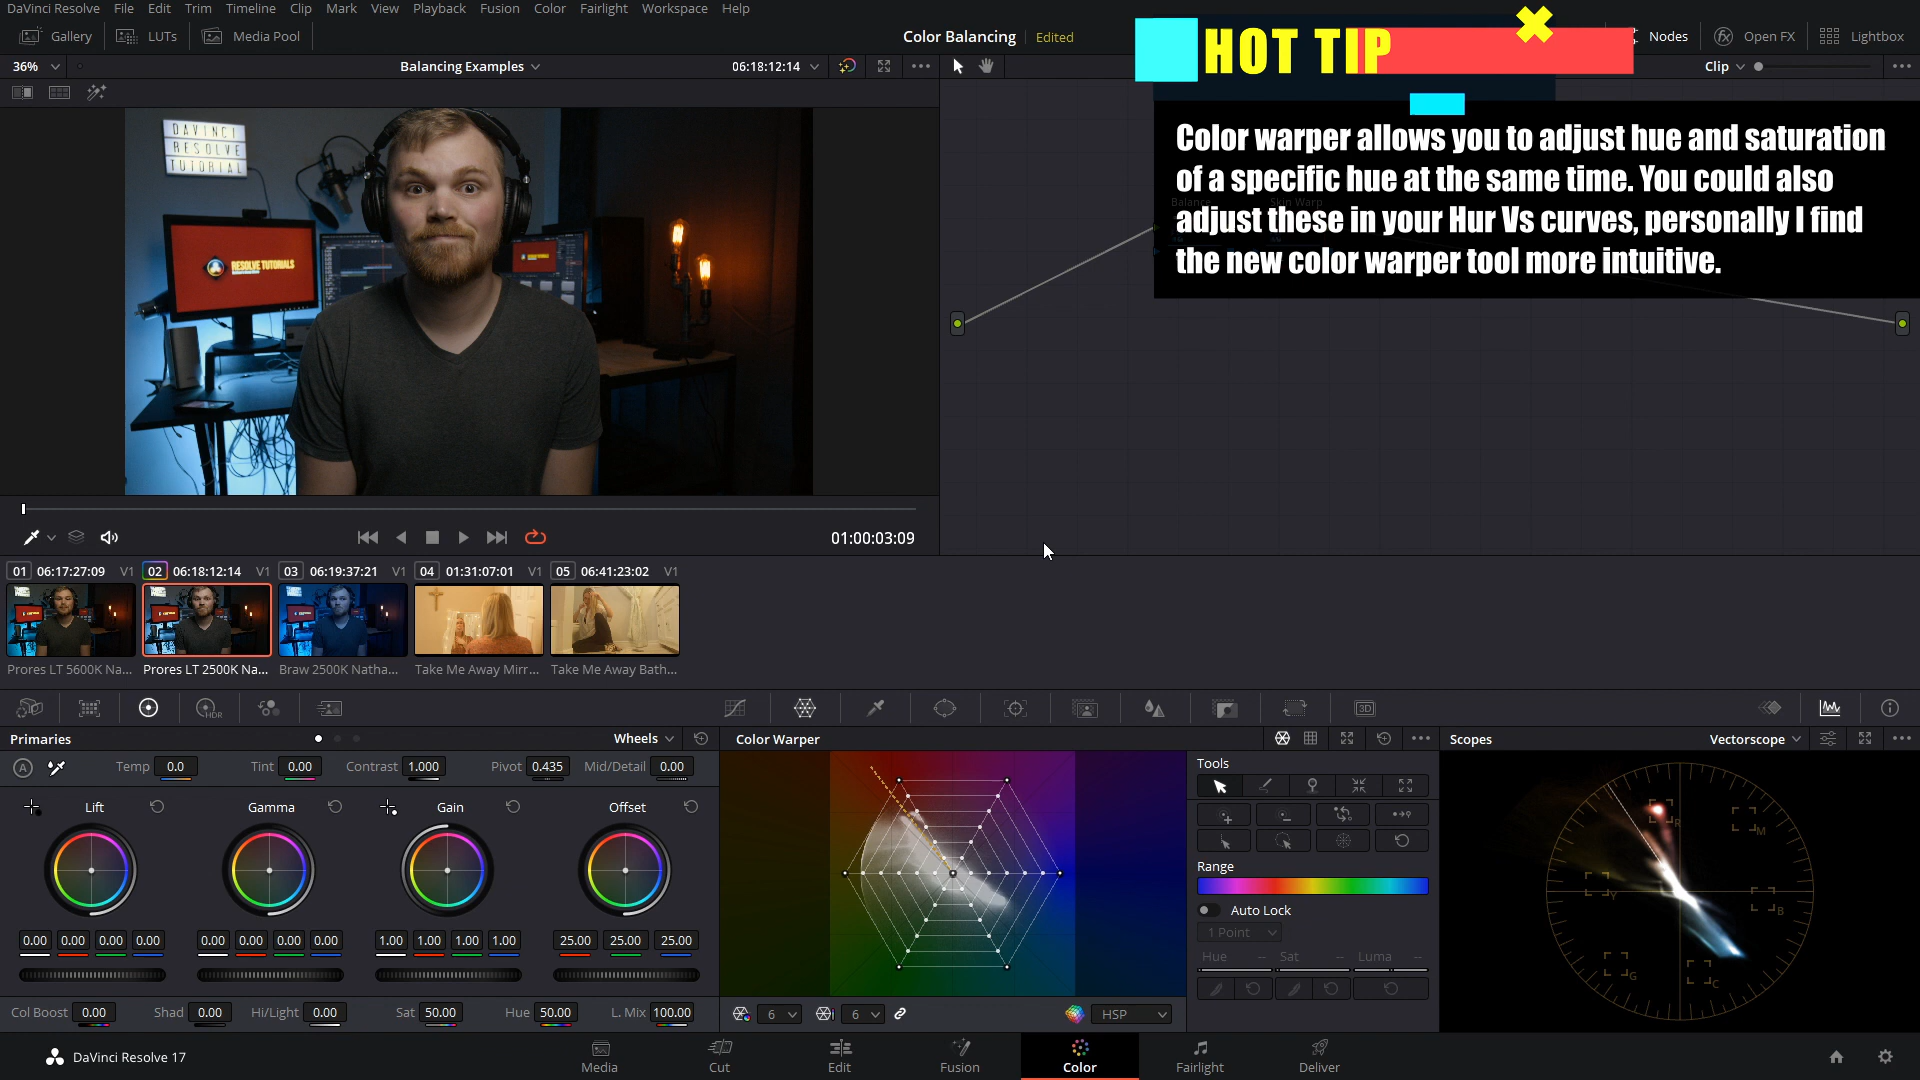 DaVinci Resolve File Edit Trim Timeline Clip Mark View Playback Fusion Color Fairlight Workspace Help
Gallery LUTs Media Pool
Color Balancing Edited
Nodes Open FX Lightbox
HOT TIP
36% Balancing Examples 06:18:12:14
Clip
Color warper allows you to adjust hue and saturation
of a specific hue at the same time. You could also
adjust these in your Hur Vs curves, personally I find
the new color warper tool more intuitive.
Balance Skin Warp
DAVINCI
RESOLVE
TUTORIAL
RESOLVE TUTORIALS
01:00:03:09
01 06:17:27:09 V1 02 06:18:12:14 V1 03 06:19:37:21 V1 04 01:31:07:01 V1 05 06:41:23:02 V1
Prores LT 5600K Na... Prores LT 2500K Na... Braw 2500K Natha... Take Me Away Mirr... Take Me Away Bath...
HDR
3D
Primaries Wheels
Color Warper
Scopes Vectorscope
A Temp 0.0 Tint 0.00 Contrast 1.000 Pivot 0.435 Mid/Detail 0.00
Lift Gamma Gain Offset
0.00 0.00 0.00 0.00 0.00 0.00 0.00 0.00 1.00 1.00 1.00 1.00 25.00 25.00 25.00
Col Boost 0.00 Shad 0.00 Hi/Light 0.00 Sat 50.00 Hue 50.00 L. Mix 100.00
6 6 HSP
Tools
Range
Auto Lock
1 Point
Hue -- Sat -- Luma --
R M
Y B
G C
DaVinci Resolve 17
Media Cut Edit Fusion Color Fairlight Deliver